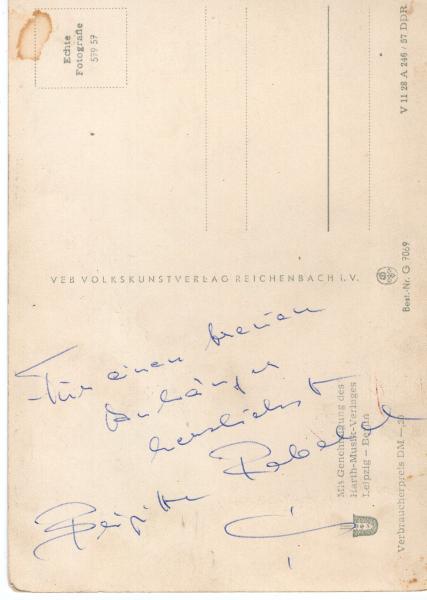 Echte
Fotografie
579 57
V 11 28 A 246 / 57. DDR
VEB VOLKSKUNSTVERLAG REICHENBACH i. V.
Best.-Nr. G 7069
Für einen treuen
Anhänger
herzlichst
Brigitte Rabald
Mit Genehmigung des
Harth-Musik-Verlages
Leipzig – Berlin
Verbraucherpreis DM –,20